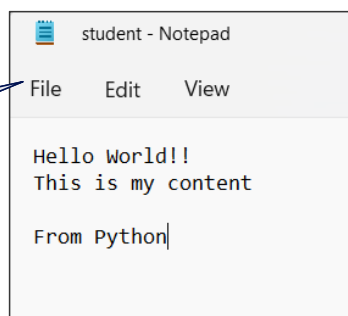 student - Notepad
File Edit View
Hello World!!
This is my content
From Python